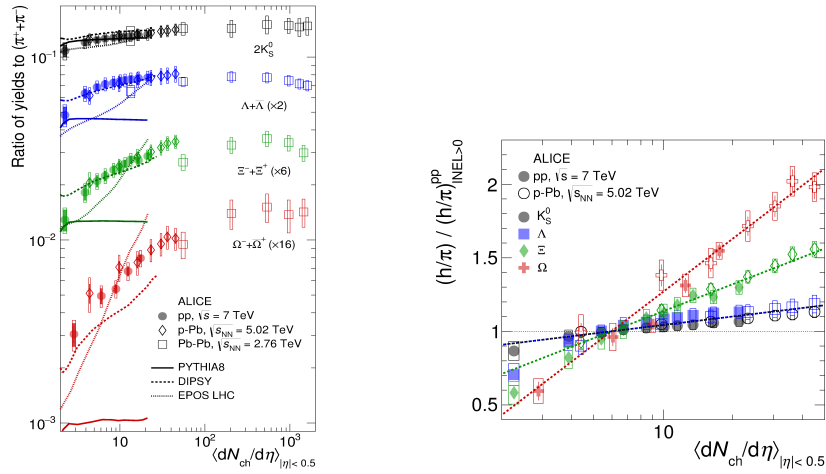 Ratio of yields to (π⁺+π⁻)
10⁻¹
10⁻²
10⁻³
2K⁰S
Λ+Λ̄ (×2)
Ξ⁻+Ξ̄⁺ (×6)
Ω⁻+Ω̄⁺ (×16)
ALICE
pp, √s = 7 TeV
p-Pb, √sNN = 5.02 TeV
Pb-Pb, √sNN = 2.76 TeV
PYTHIA8
DIPSY
EPOS LHC
10 10² 10³
⟨dNch/dη⟩|η|< 0.5
(h/π) / (h/π)ppINEL>0
2
1.5
1
0.5
ALICE
pp, √s = 7 TeV
p-Pb, √sNN = 5.02 TeV
K⁰S
Λ
Ξ
Ω
10
⟨dNch/dη⟩|η|< 0.5